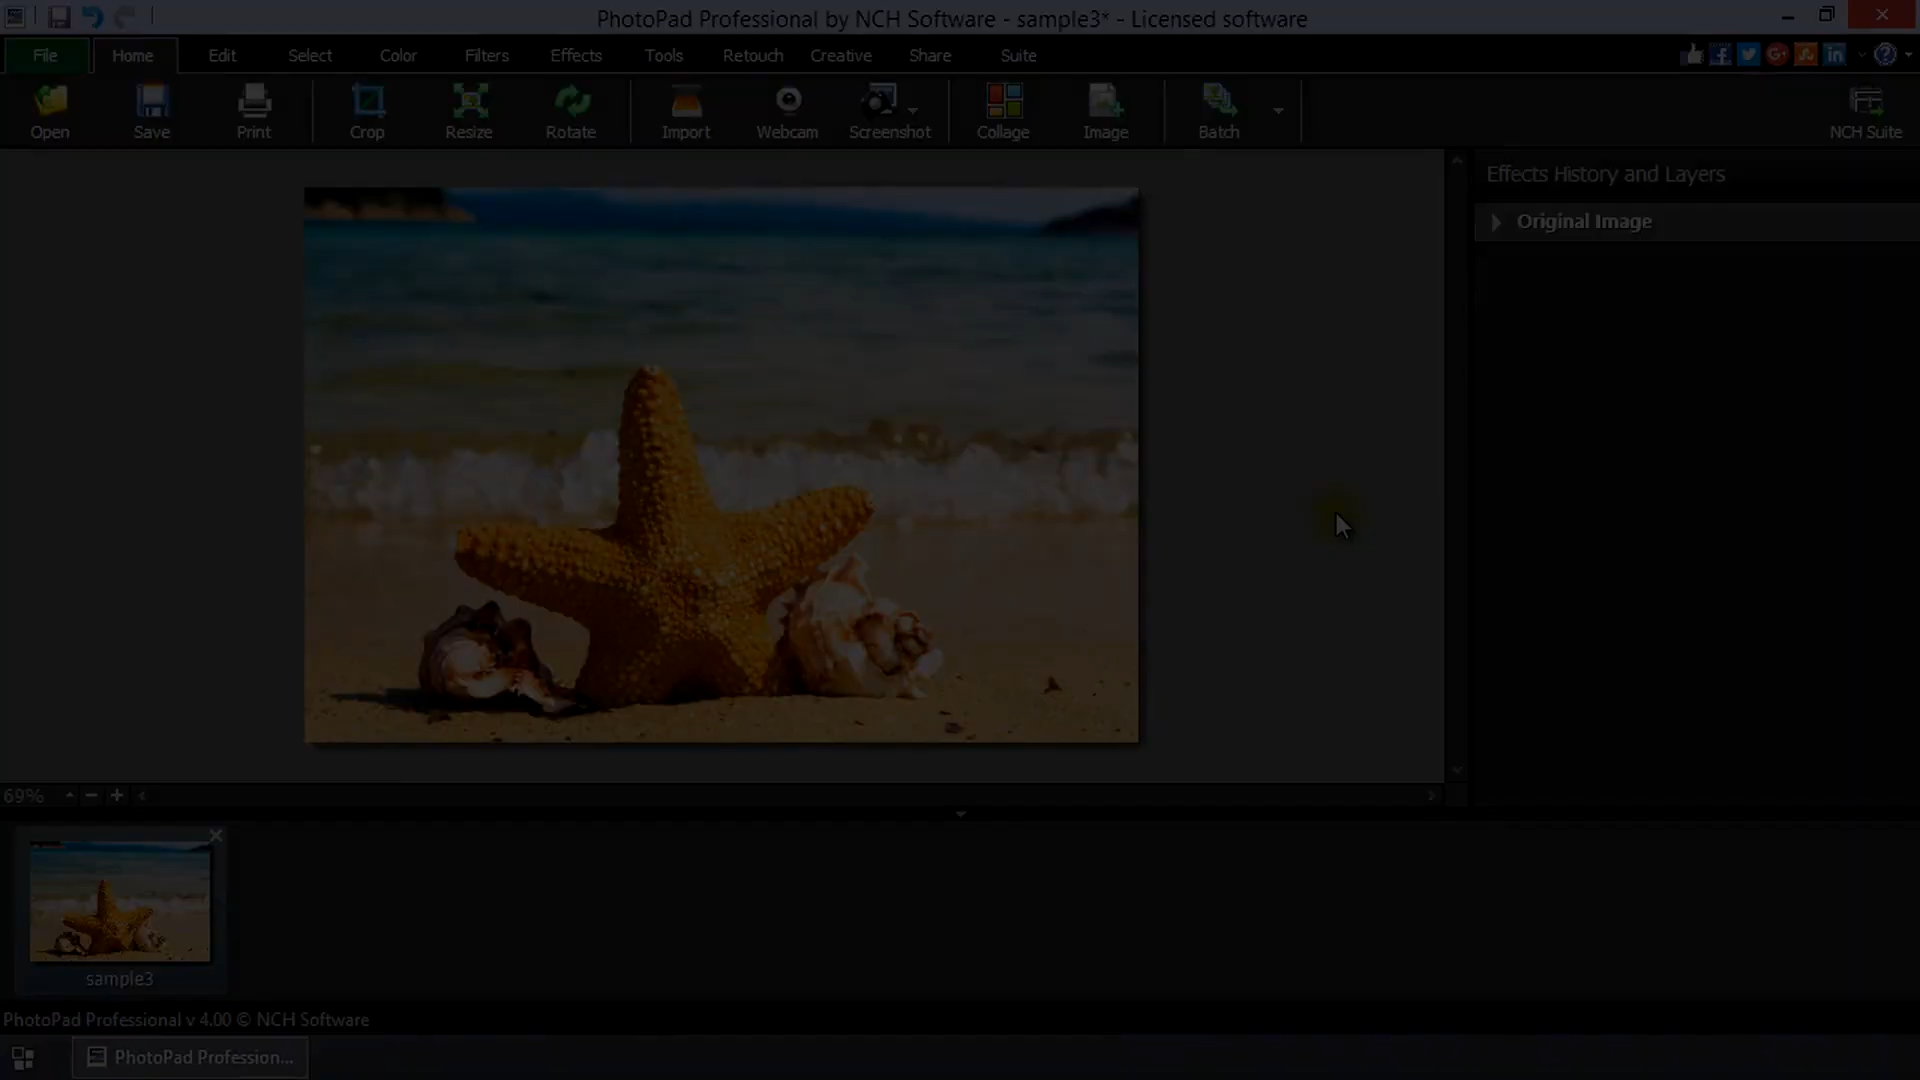 PhotoPad Professional by NCH Software - sample3* - Licensed software
File Home Edit Select Color Filters Effects Tools Retouch Creative Share Suite
Open Save Print Crop Resize Rotate Import Webcam Screenshot Collage Image Batch NCH Suite
Effects History and Layers
Original Image
69%
sample3
PhotoPad Professional v 4.00 © NCH Software
PhotoPad Profession...